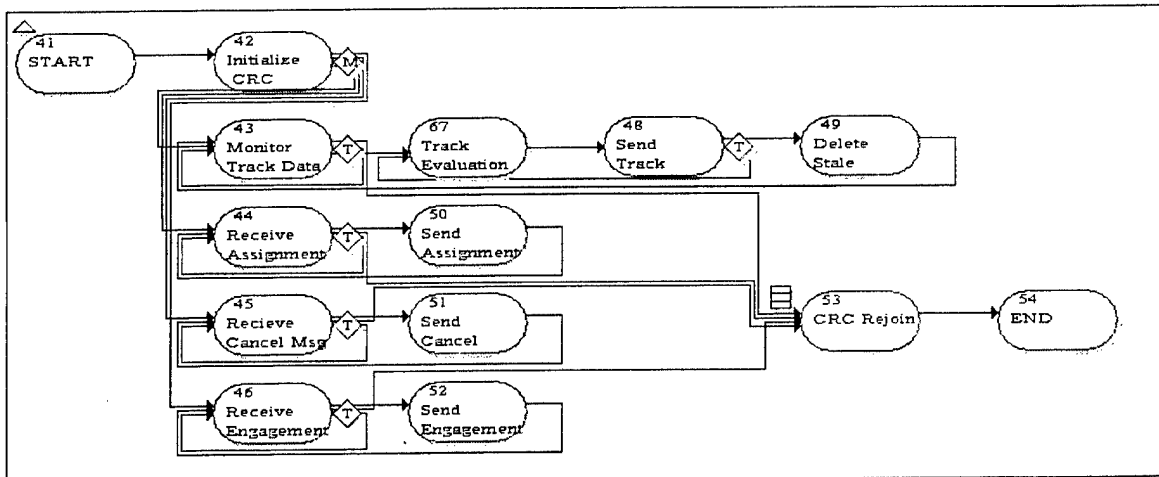 41
START
42
Initialize
CRC
M
43
Monitor
Track Data
T
67
Track
Evaluation
48
Send
Track
T
49
Delete
Stale
44
Receive
Assignment
T
50
Send
Assignment
45
Recieve
Cancel Msg
T
51
Send
Cancel
53
CRC Rejoin
54
END
46
Receive
Engagement
T
52
Send
Engagement